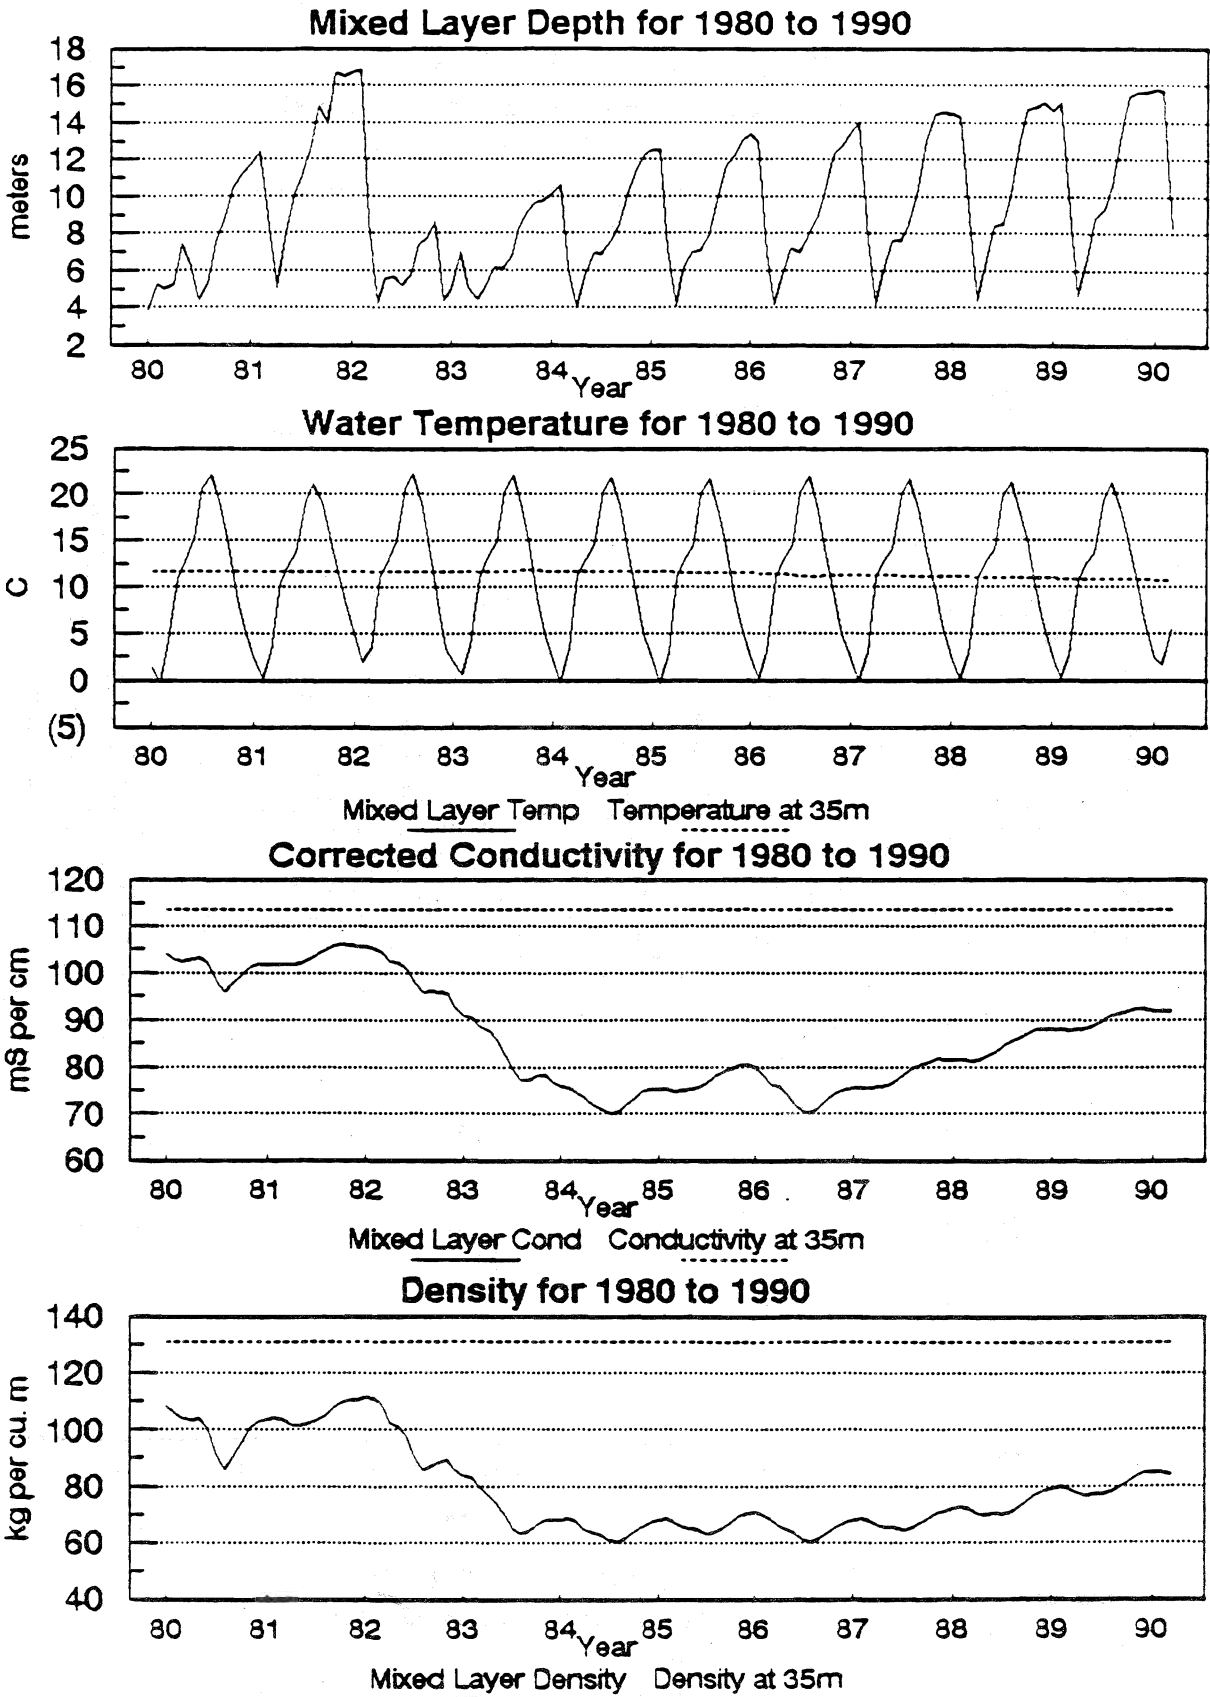 Mixed Layer Depth for 1980 to 1990
18
16
14
12
10
8
6
4
2
meters
80 81 82 83 84 85 86 87 88 89 90
Year
Water Temperature for 1980 to 1990
25
20
15
10
5
0
(5)
C
80 81 82 83 84 85 86 87 88 89 90
Year
Mixed Layer Temp Temperature at 35m
Corrected Conductivity for 1980 to 1990
120
110
100
90
80
70
60
mS per cm
80 81 82 83 84 85 86 87 88 89 90
Year
Mixed Layer Cond Conductivity at 35m
Density for 1980 to 1990
140
120
100
80
60
40
kg per cu. m
80 81 82 83 84 85 86 87 88 89 90
Year
Mixed Layer Density Density at 35m